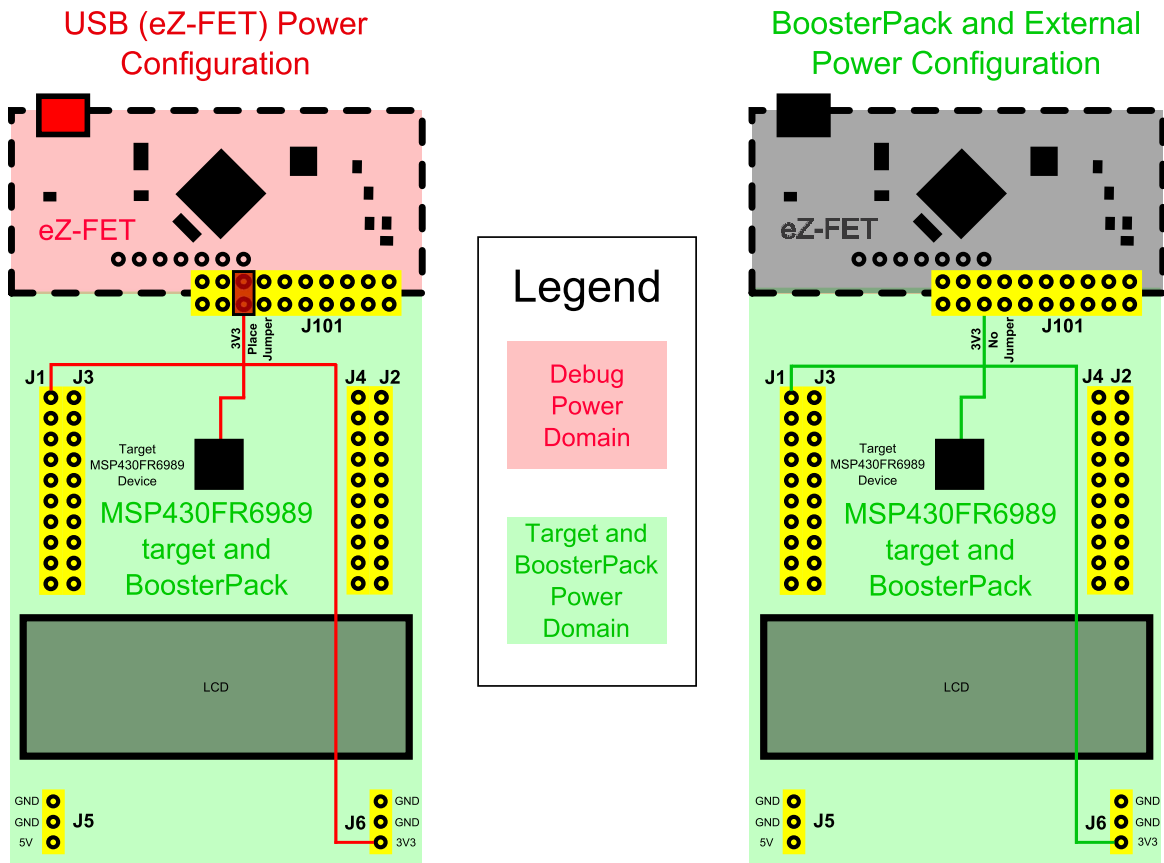 USB (eZ-FET) Power
Configuration
eZ-FET
J101
3V3
Place
Jumper
J1 J3
J4 J2
Target
MSP430FR6989
Device
MSP430FR6989
target and
BoosterPack
LCD
GND
GND
5V
J5
J6
GND
GND
3V3
Legend
Debug
Power
Domain
Target and
BoosterPack
Power
Domain
BoosterPack and External
Power Configuration
eZ-FET
J101
3V3
No
Jumper
J1 J3
J4 J2
Target
MSP430FR6989
Device
MSP430FR6989
target and
BoosterPack
LCD
GND
GND
5V
J5
J6
GND
GND
3V3